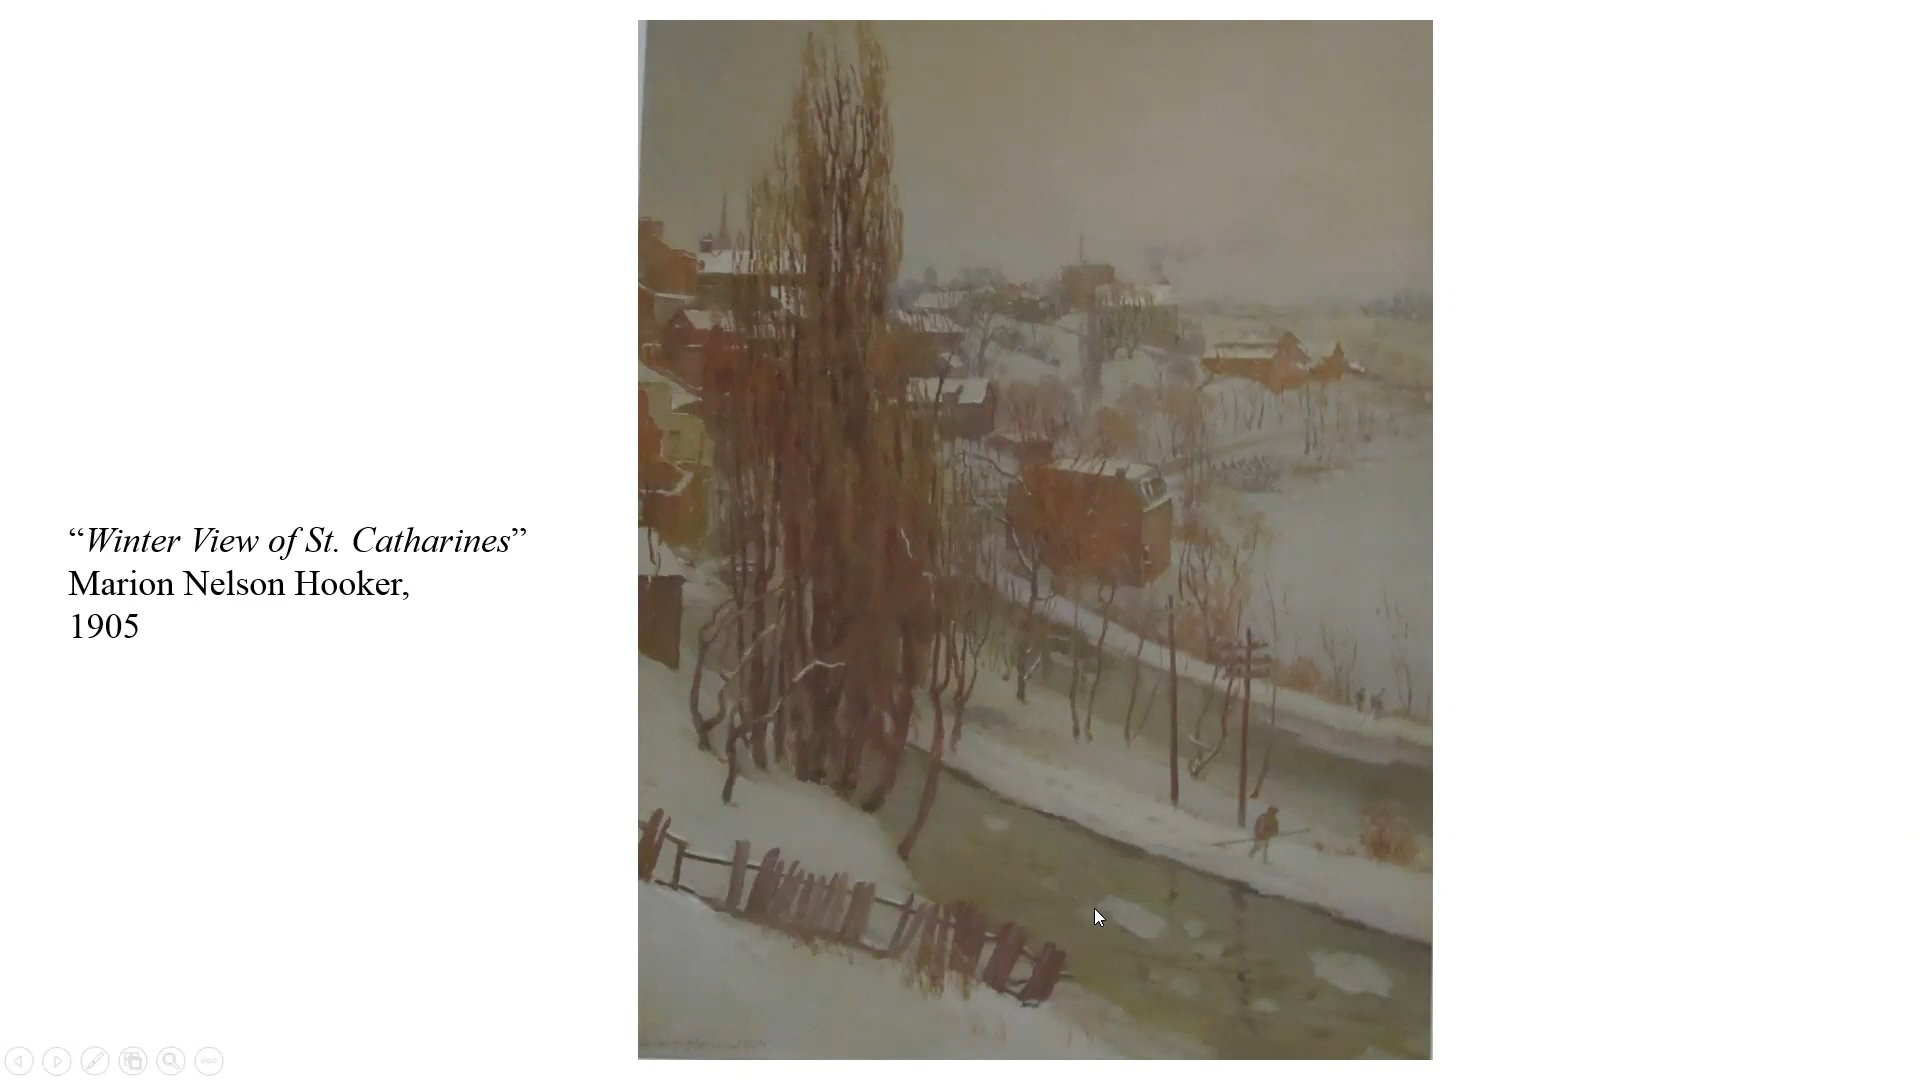 “Winter View of St. Catharines”
Marion Nelson Hooker,
1905